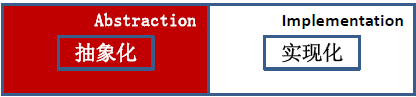 Abstraction
抽象化
Implementation
实现化